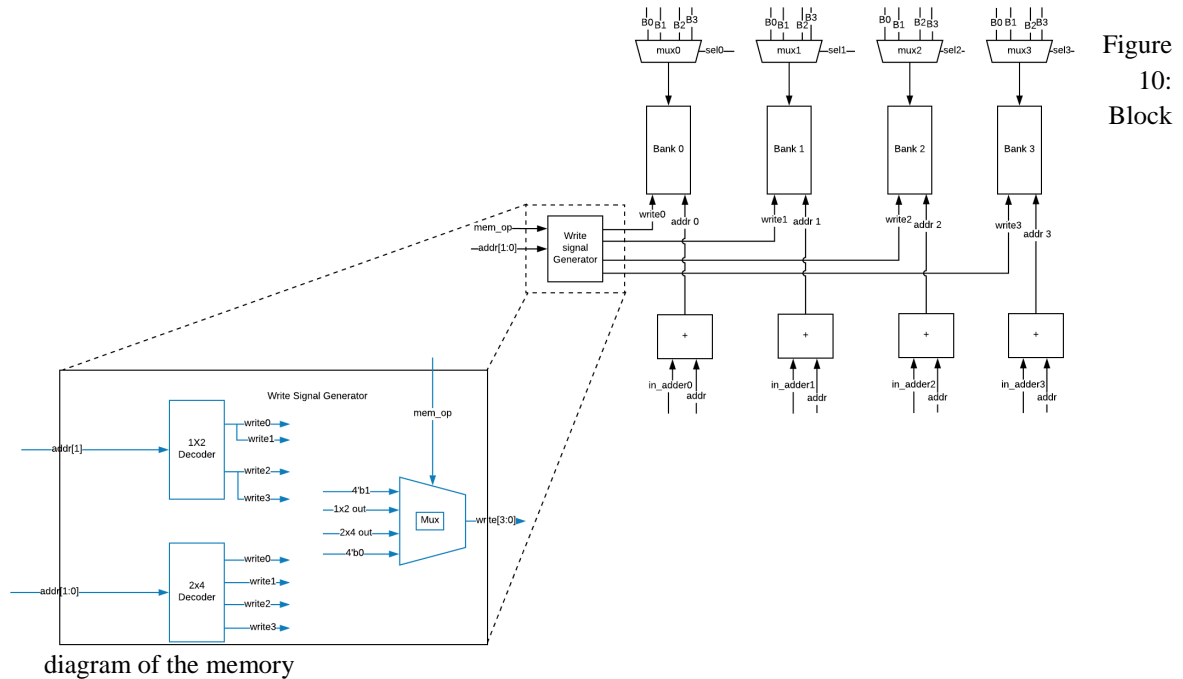 B0 B1 B2 B3
mux0 sel0
B0 B1 B2 B3
mux1 sel1
B0 B1 B2 B3
mux2 sel2
B0 B1 B2 B3
mux3 sel3
Figure
10:
Block
Bank 0
Bank 1
Bank 2
Bank 3
write0 addr 0
write1 addr 1
write2 addr 2
write3 addr 3
mem_op
addr[1:0]
Write
signal
Generator
+
+
+
+
in_adder0 addr
in_adder1 addr
in_adder2 addr
in_adder3 addr
Write Signal Generator
mem_op
addr[1]
1X2
Decoder
write0
write1
write2
write3
4'b1
1x2 out
2x4 out
4'b0
Mux
write[3:0]
addr[1:0]
2x4
Decoder
write0
write1
write2
write3
diagram of the memory